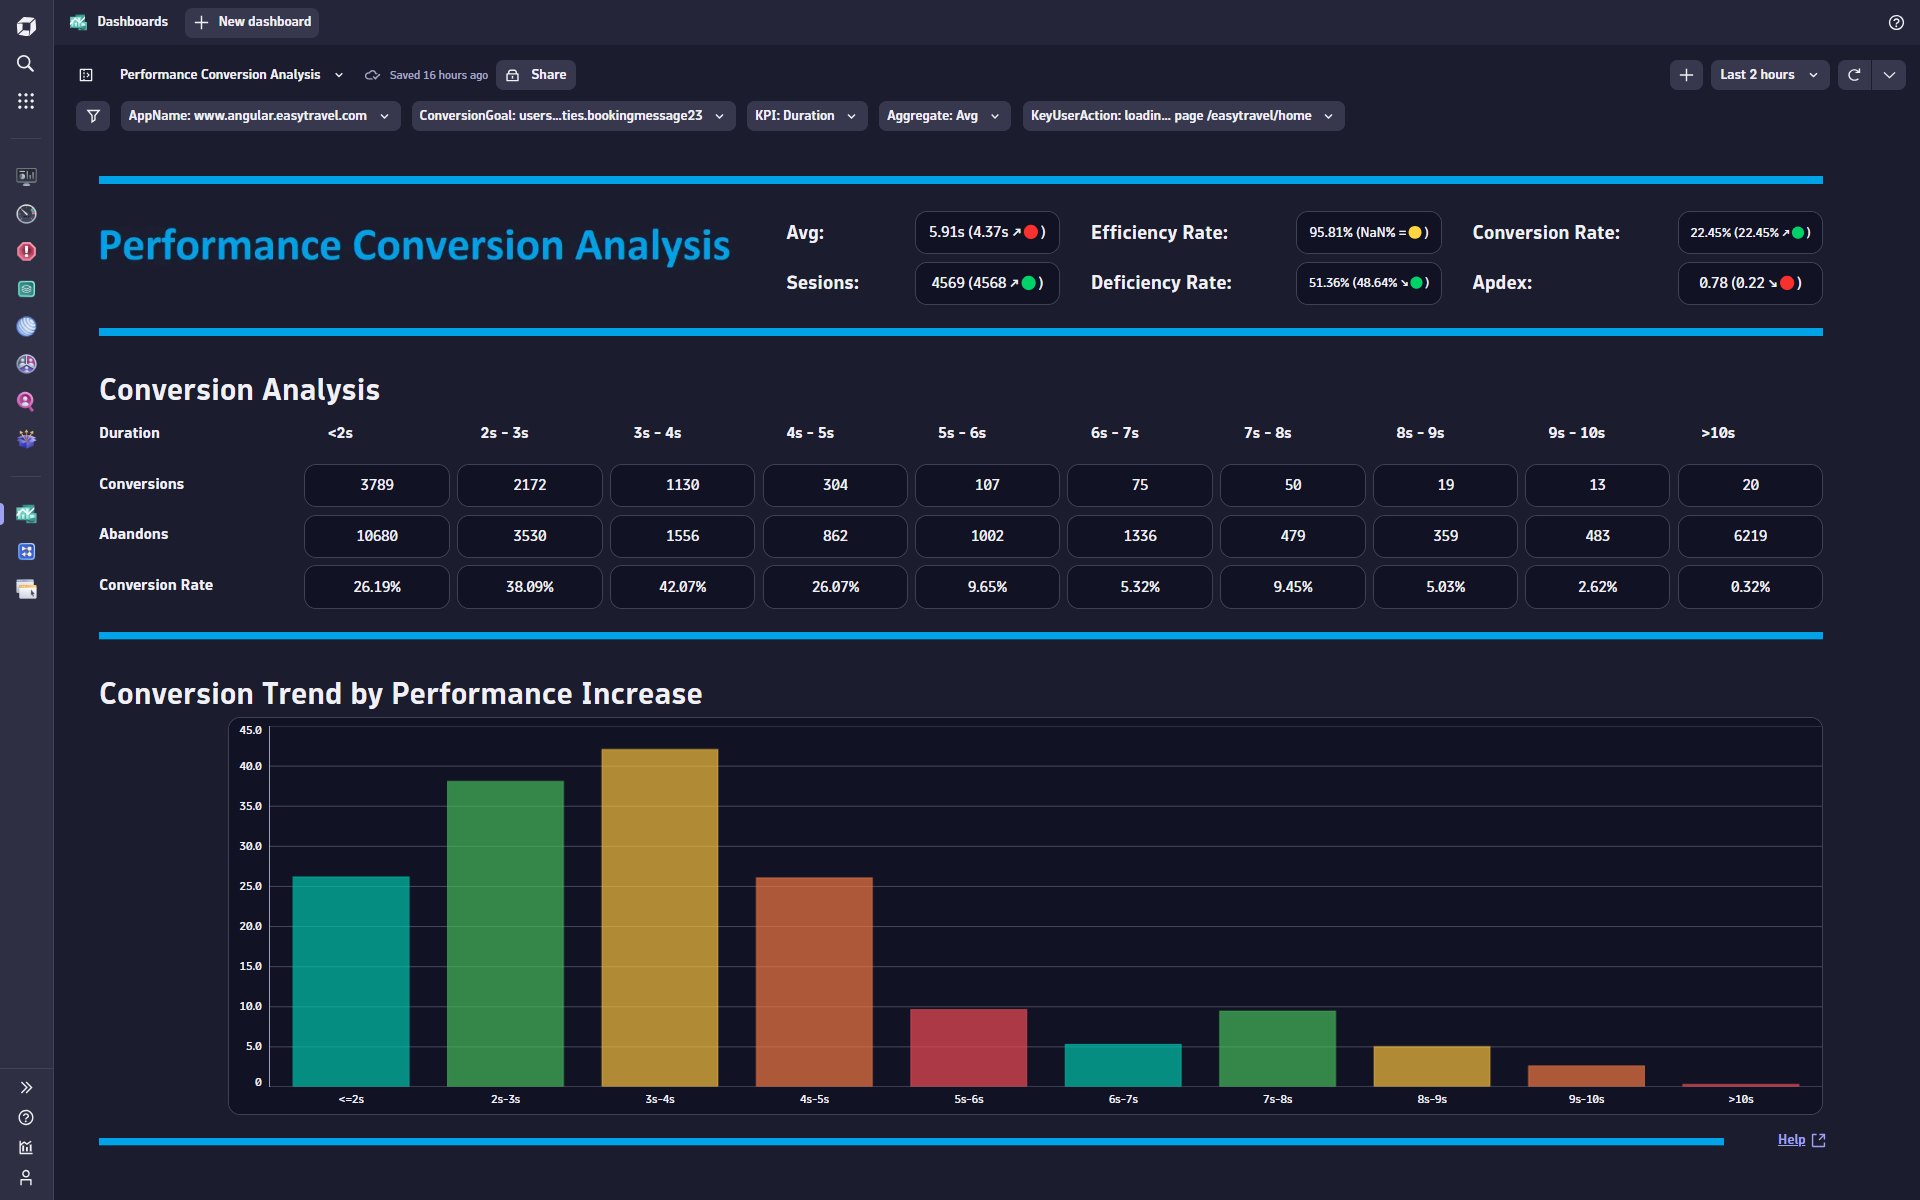 Dashboards
New dashboard
Performance Conversion Analysis
Saved 16 hours ago
Share
Last 2 hours
AppName: www.angular.easytravel.com
ConversionGoal: users...ties.bookingmessage23
KPI: Duration
Aggregate: Avg
KeyUserAction: loadin... page /easytravel/home
Performance Conversion Analysis
Avg: 5.91s (4.37s ↗🔴) Efficiency Rate: 95.81% (NaN% =🟡) Conversion Rate: 22.45% (22.45% ↗🟢)
Sesions: 4569 (4568 ↗🟢) Deficiency Rate: 51.36% (48.64% ↘🟢) Apdex: 0.78 (0.22 ↘🔴)
Conversion Analysis
Duration <2s 2s - 3s 3s - 4s 4s - 5s 5s - 6s 6s - 7s 7s - 8s 8s - 9s 9s - 10s >10s
Conversions 3789 2172 1130 304 107 75 50 19 13 20
Abandons 10680 3530 1556 862 1002 1336 479 359 483 6219
Conversion Rate 26.19% 38.09% 42.07% 26.07% 9.65% 5.32% 9.45% 5.03% 2.62% 0.32%
Conversion Trend by Performance Increase
45.0
40.0
35.0
30.0
25.0
20.0
15.0
10.0
5.0
0
<=2s 2s-3s 3s-4s 4s-5s 5s-6s 6s-7s 7s-8s 8s-9s 9s-10s >10s
Help